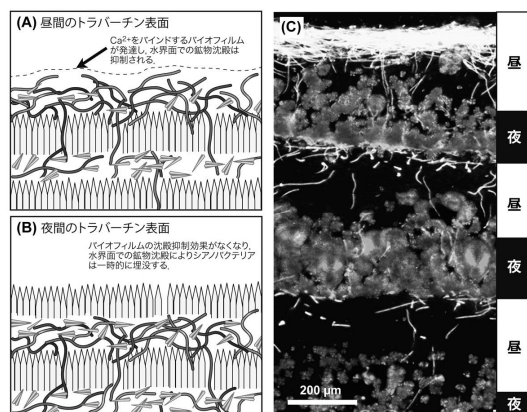 (A) 昼間のトラバーチン表面
Ca2+をバインドするバイオフィルム
が発達し, 水界面での鉱物沈殿は
抑制される.
(B) 夜間のトラバーチン表面
バイオフィルムの沈殿抑制効果がなくなり,
水界面での鉱物沈殿によりシアノバクテリア
は一時的に埋没する.
(C)
昼
夜
昼
夜
昼
夜
200 µm